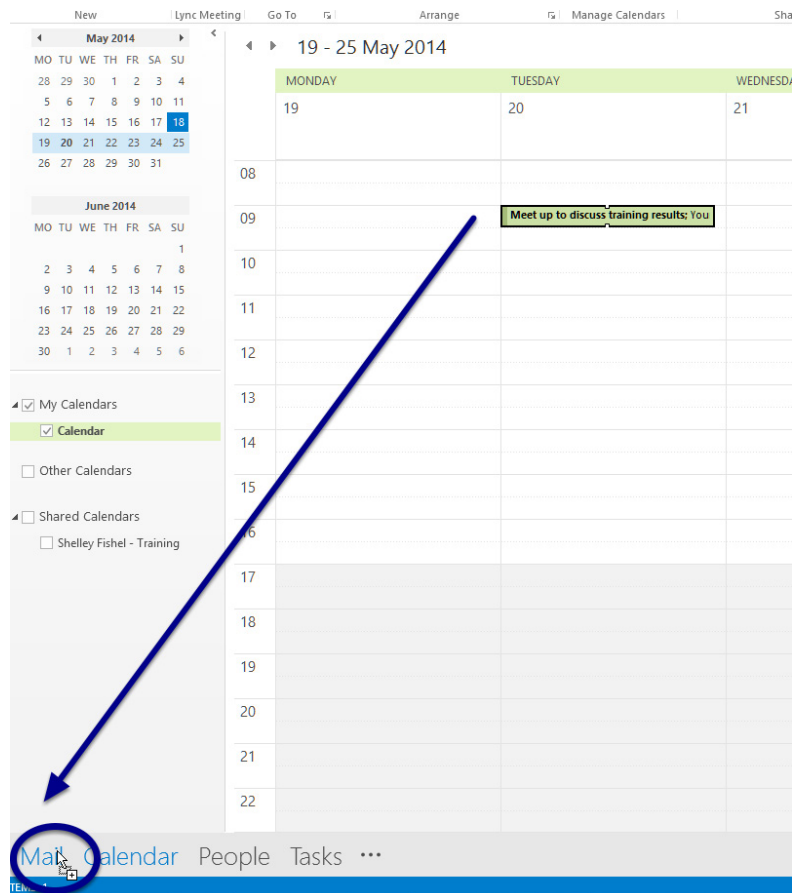 New Lync Meeting Go To Arrange Manage Calendars Sha
May 2014
MO TU WE TH FR SA SU
28 29 30 1 2 3 4
5 6 7 8 9 10 11
12 13 14 15 16 17 18
19 20 21 22 23 24 25
26 27 28 29 30 31
June 2014
MO TU WE TH FR SA SU
1
2 3 4 5 6 7 8
9 10 11 12 13 14 15
16 17 18 19 20 21 22
23 24 25 26 27 28 29
30 1 2 3 4 5 6
My Calendars
Calendar
Other Calendars
Shared Calendars
Shelley Fishel - Training
19 - 25 May 2014
MONDAY TUESDAY WEDNESDA
19 20 21
08
09 Meet up to discuss training results; You
10
11
12
13
14
15
16
17
18
19
20
21
22
Mail Calendar People Tasks •••